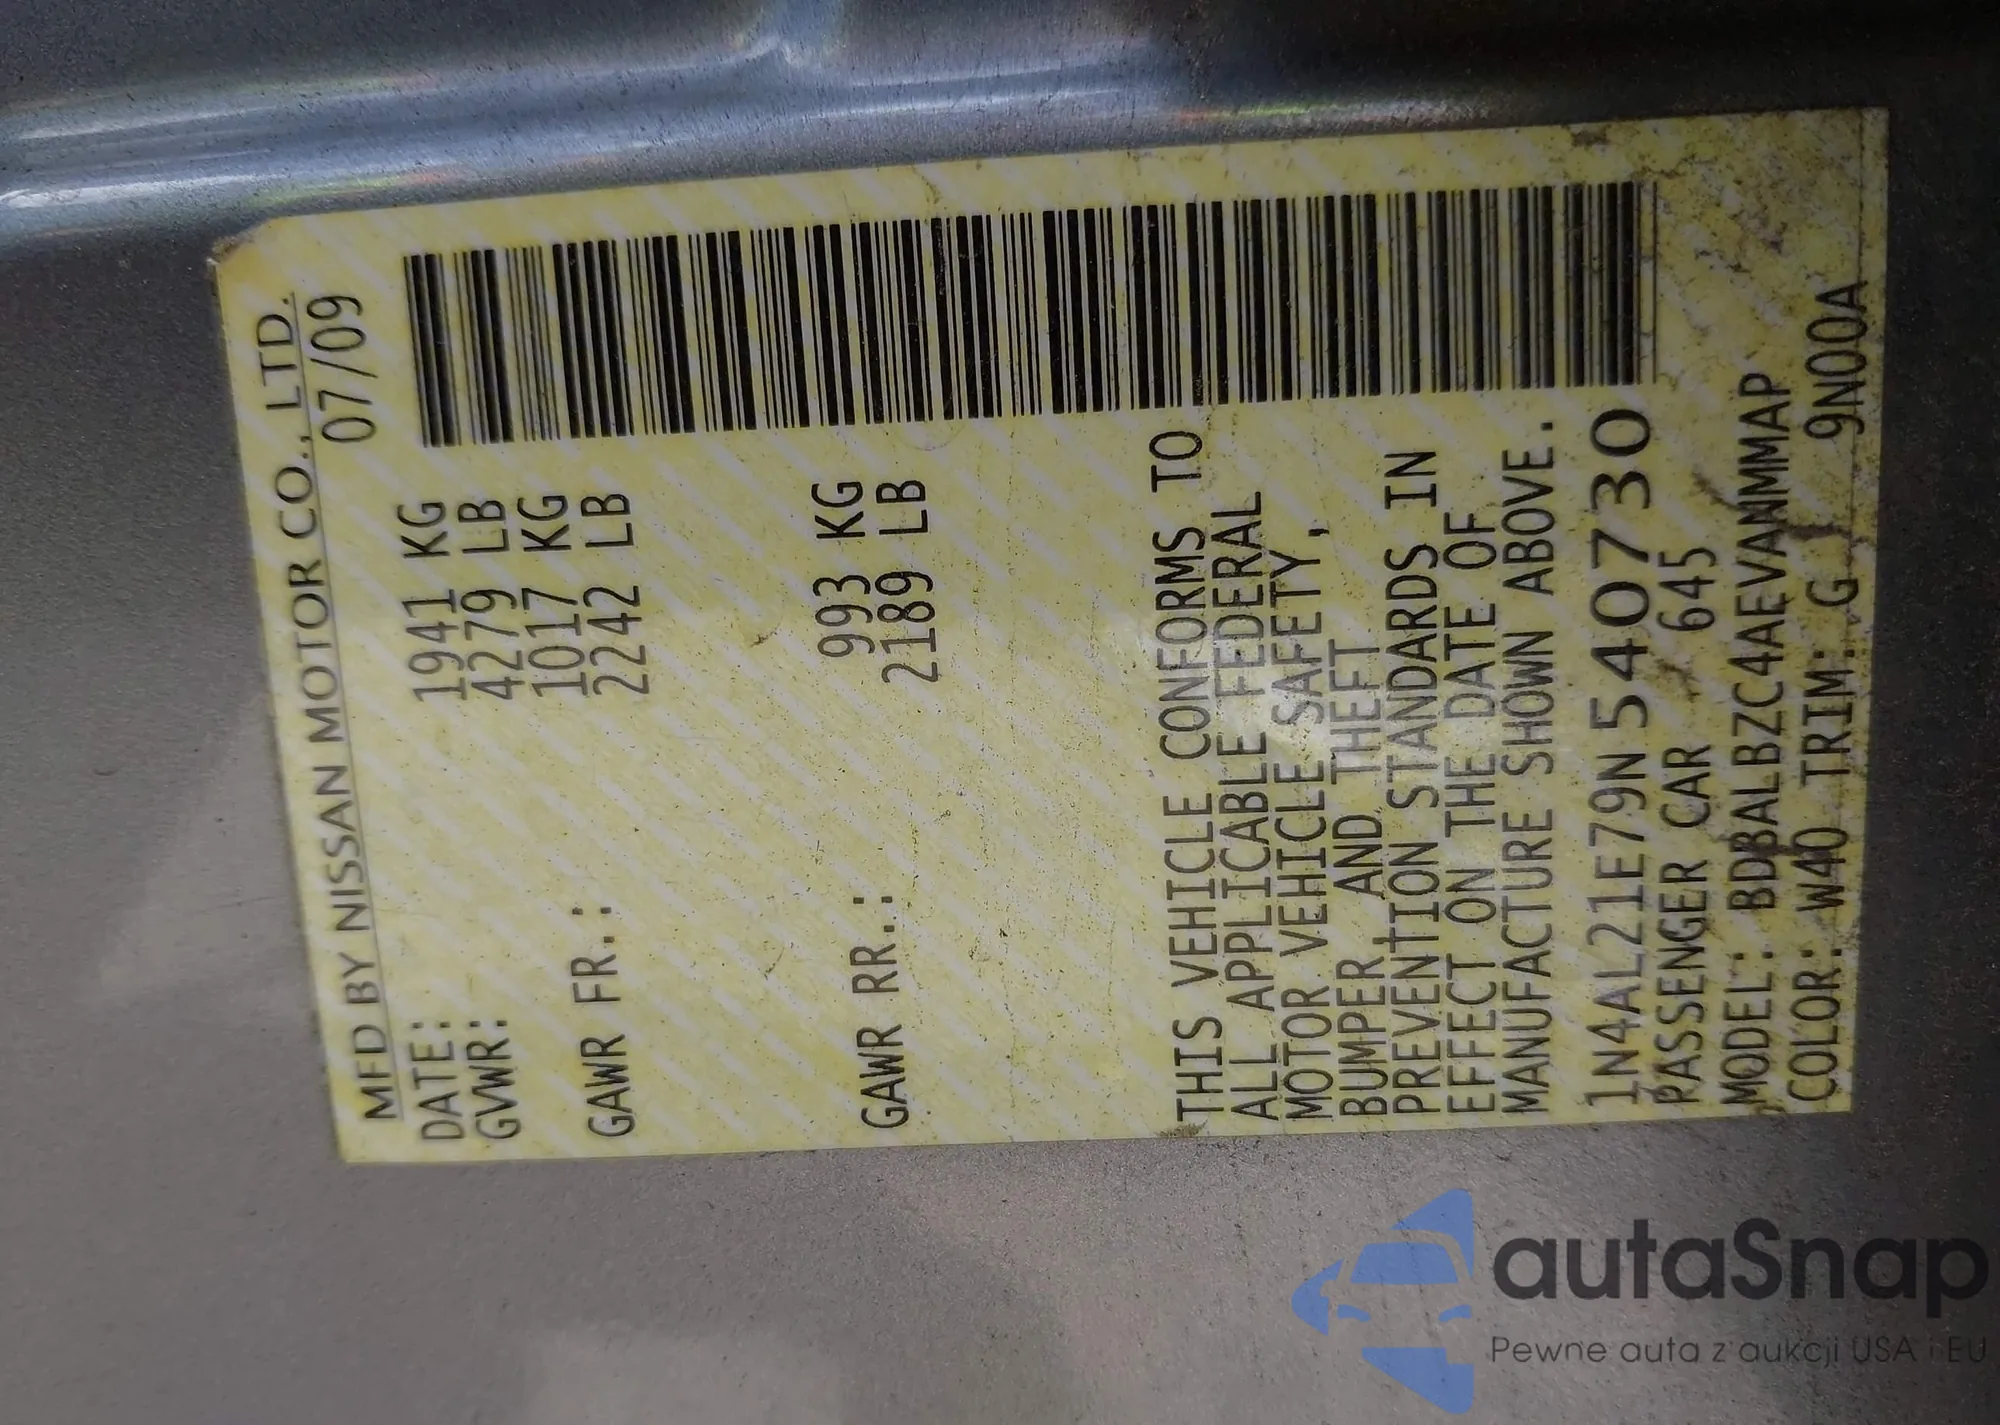 MFD BY NISSAN MOTOR CO., LTD.
DATE: 07/09
GVWR: 1941 KG
4279 LB
GAWR FR.: 1017 KG
2242 LB
GAWR RR.: 993 KG
2189 LB
THIS VEHICLE CONFORMS TO
ALL APPLICABLE FEDERAL
MOTOR VEHICLE SAFETY,
BUMPER, AND THEFT
PREVENTION STANDARDS IN
EFFECT ON THE DATE OF
MANUFACTURE SHOWN ABOVE.
1N4AL21E79N540730
PASSENGER CAR 645
MODEL: BDBALBZC4AEVANMMAP
COLOR: W40 TRIM: G 9N00A
autaSnap
Pewne auta z aukcji USA i EU